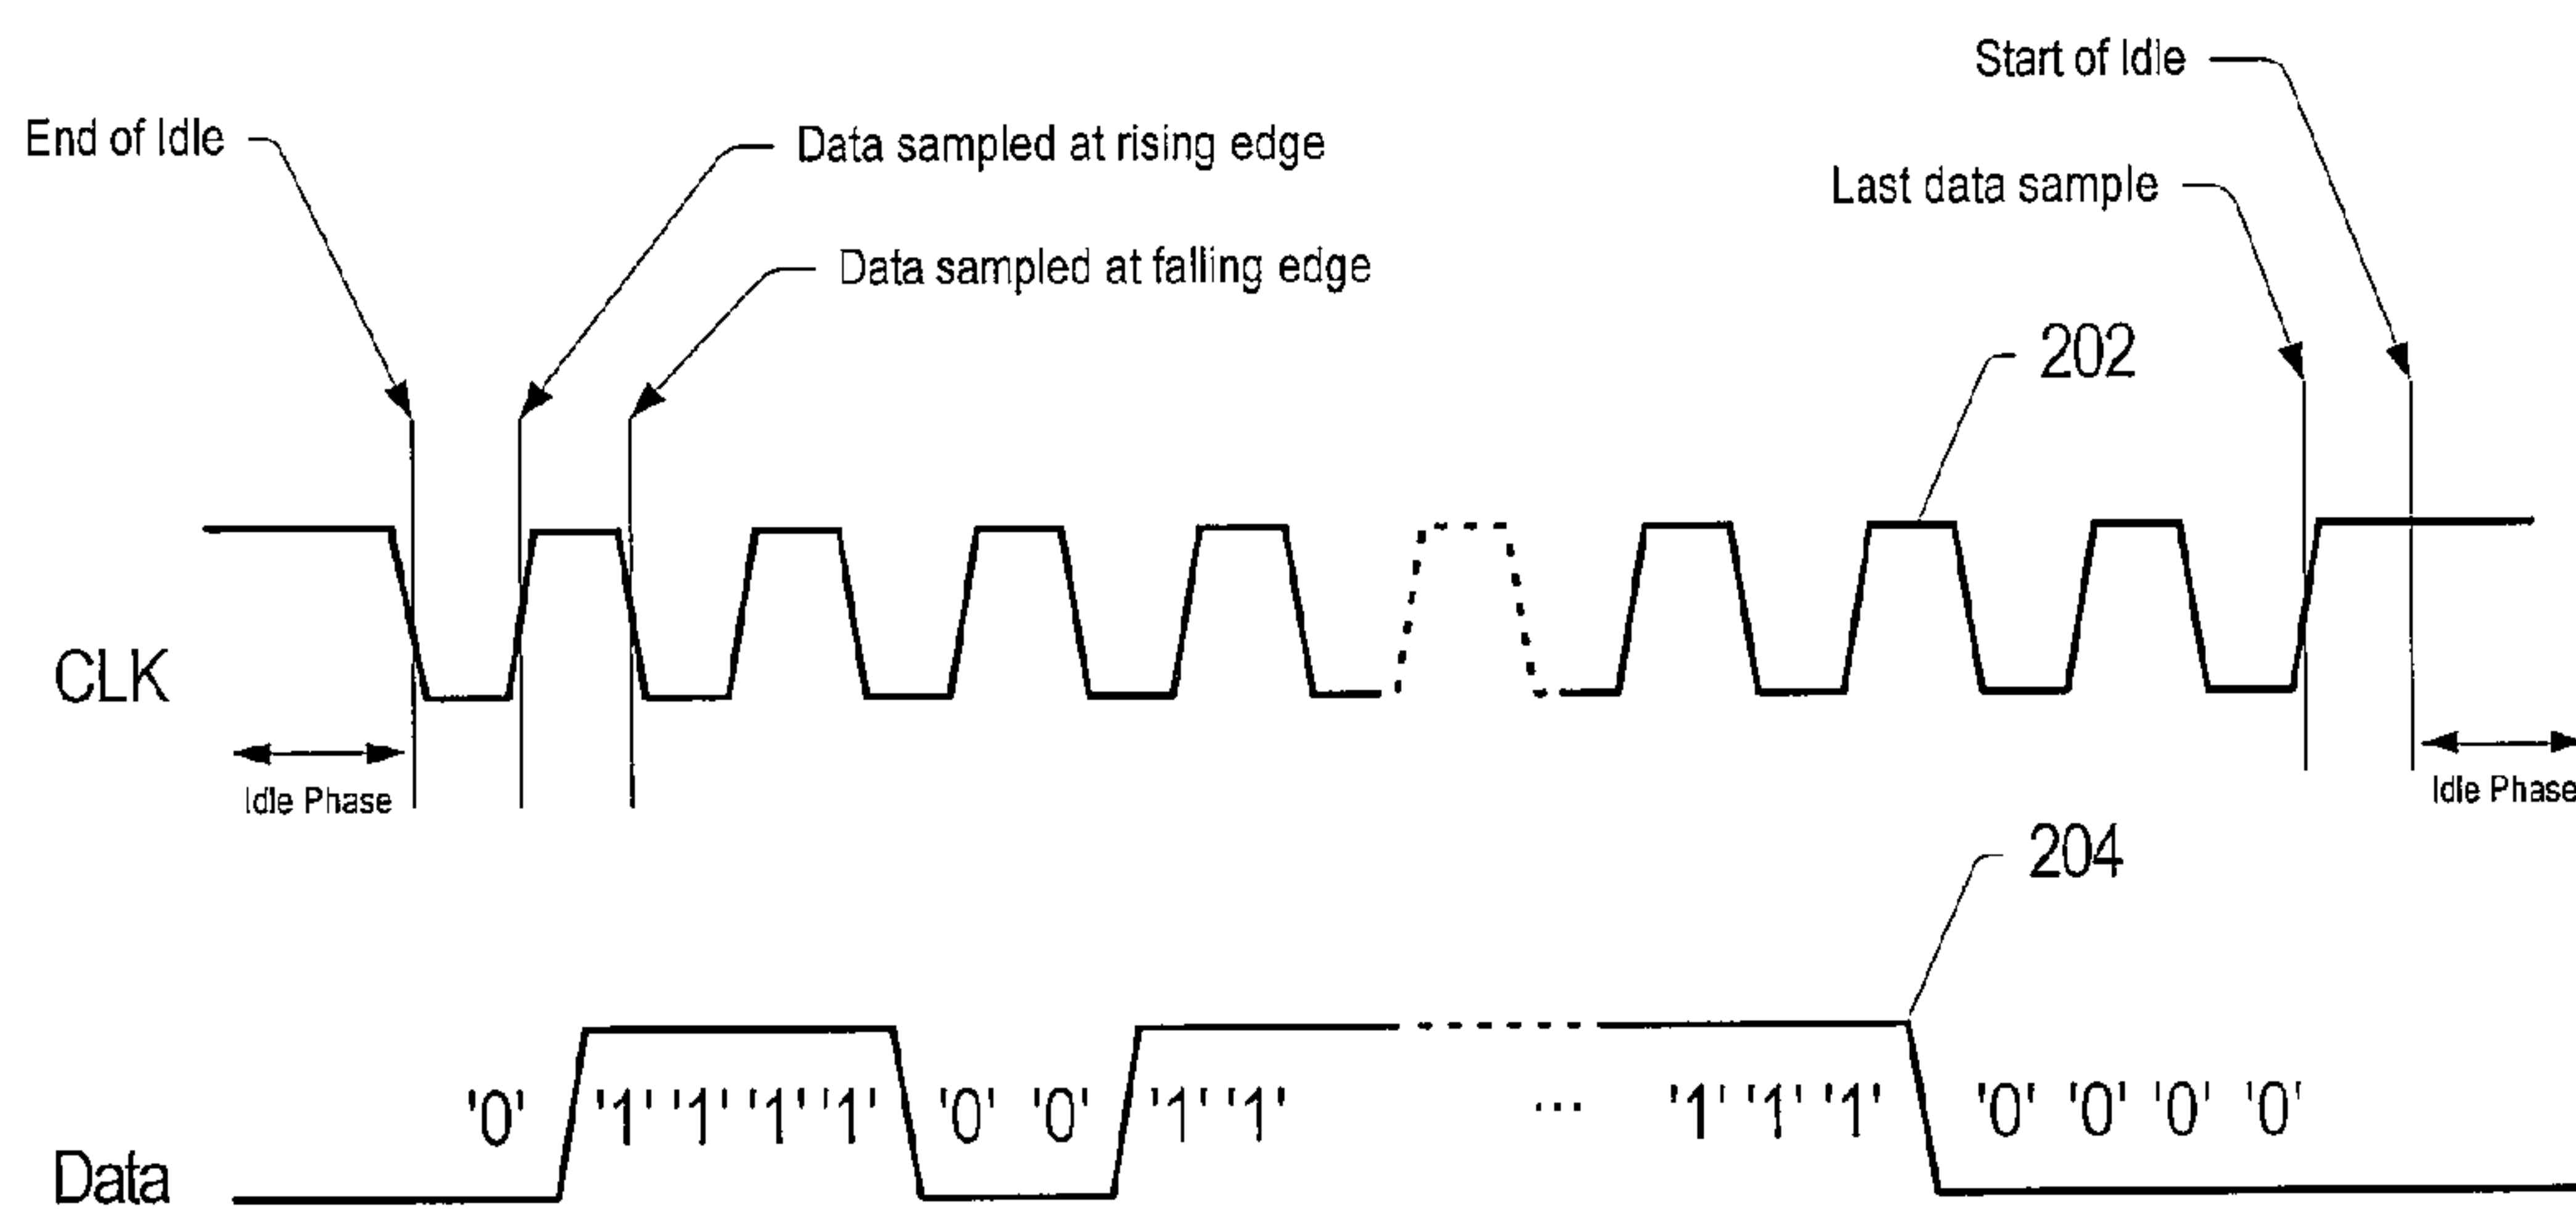 Start of Idle
End of Idle
Data sampled at rising edge
Last data sample
Data sampled at falling edge
202
CLK
Idle Phase
Idle Phase
204
'0' '1' '1' '1' '1' '0' '0' '1' '1' ... '1' '1' '1' '0' '0' '0' '0'
Data